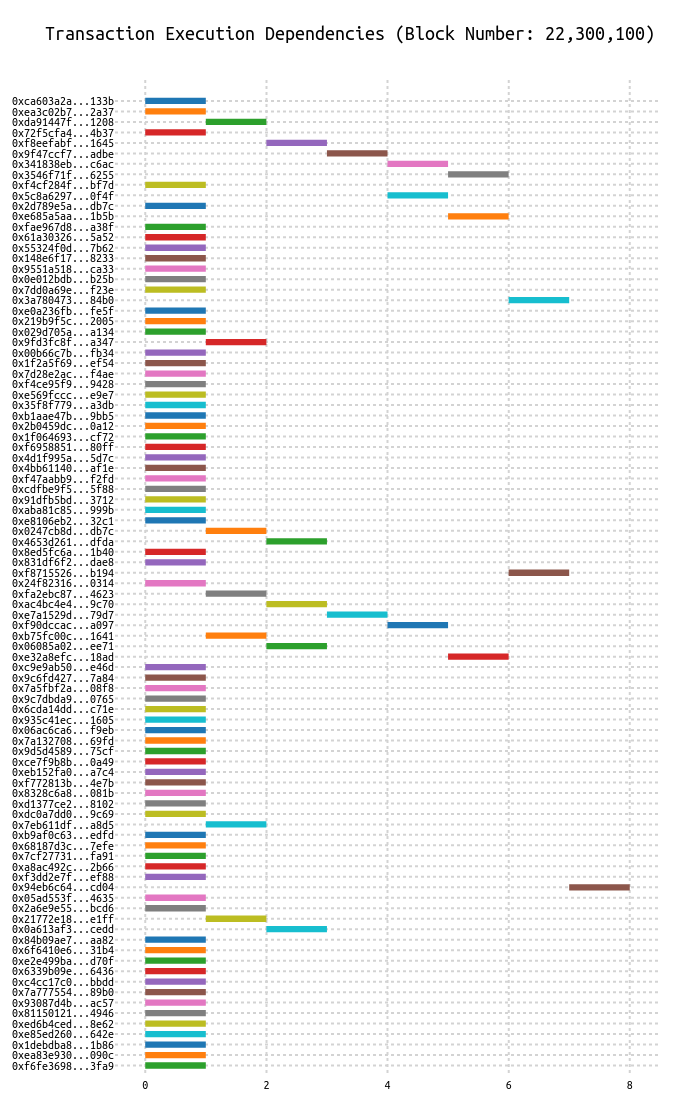 Transaction Execution Dependencies (Block Number: 22,300,100)
0xca603a2a...133b
0xea3c02b7...2a37
0xda91447f...1208
0x72f5cfa4...4b37
0xf8eefabf...1645
0x9f47ccf7...adbe
0x341838eb...c6ac
0x3546f71f...6255
0xf4cf284f...bf7d
0x5c8a6297...0f4f
0x2d789e5a...db7c
0xe685a5aa...1b5b
0xfae967d8...a38f
0x61a30326...5a52
0x55324f0d...7b62
0x148e6f17...8233
0x9551a518...ca33
0x0e012bdb...b25b
0x7dd0a69e...f23e
0x3a780473...84b0
0xe0a236fb...fe5f
0x219b9f5c...2005
0x029d705a...a134
0x9fd3fc8f...a347
0x00b66c7b...fb34
0x1f2a5f69...ef54
0x7d28e2ac...f4ae
0xf4ce95f9...9428
0xe569fccc...e9e7
0x35f8f779...a3db
0xb1aae47b...9bb5
0x2b0459dc...0a12
0x1f064693...cf72
0xf6958851...80ff
0x4d1f995a...5d7c
0x4bb61140...af1e
0xf47aabb9...f2fd
0xcdfbe9f5...5f88
0x91dfb5bd...3712
0xaba81c85...999b
0xe8106eb2...32c1
0x0247cb8d...db7c
0x4653d261...dfda
0x8ed5fc6a...1b40
0x831df6f2...dae8
0xf8715526...b194
0x24f82316...0314
0xfa2ebc87...4623
0xac4bc4e4...9c70
0xe7a1529d...79d7
0xf90dccac...a097
0xb75fc00c...1641
0x06085a02...ee71
0xe32a8efc...18ad
0xc9e9ab50...e46d
0x9c6fd427...7a84
0x7a5fbf2a...08f8
0x9c7dbda9...0765
0x6cda14dd...c71e
0x935c41ec...1605
0x06ac6ca6...f9eb
0x7a132708...69fd
0x9d5d4589...75cf
0xce7f9b8b...0a49
0xeb152fa0...a7c4
0xf772813b...4e7b
0x8328c6a8...081b
0xd1377ce2...8102
0xdc0a7dd0...9c69
0x7eb611df...a8d5
0xb9af0c63...edfd
0x68187d3c...7efe
0x7cf27731...fa91
0xa8ac492c...2b66
0xf3dd2e7f...ef88
0x94eb6c64...cd04
0x05ad553f...4635
0x2a6e9e55...bcd6
0x21772e18...e1ff
0x0a613af3...cedd
0x84b09ae7...aa82
0x6f6410e6...31b4
0xe2e499ba...d70f
0x6339b09e...6436
0xc4cc17c0...bbdd
0x7a777554...89b0
0x93087d4b...ac57
0x81150121...4946
0xed6b4ced...8e62
0xe85ed260...642e
0x1debdba8...1b86
0xea83e930...090c
0xf6fe3698...3fa9
0 2 4 6 8